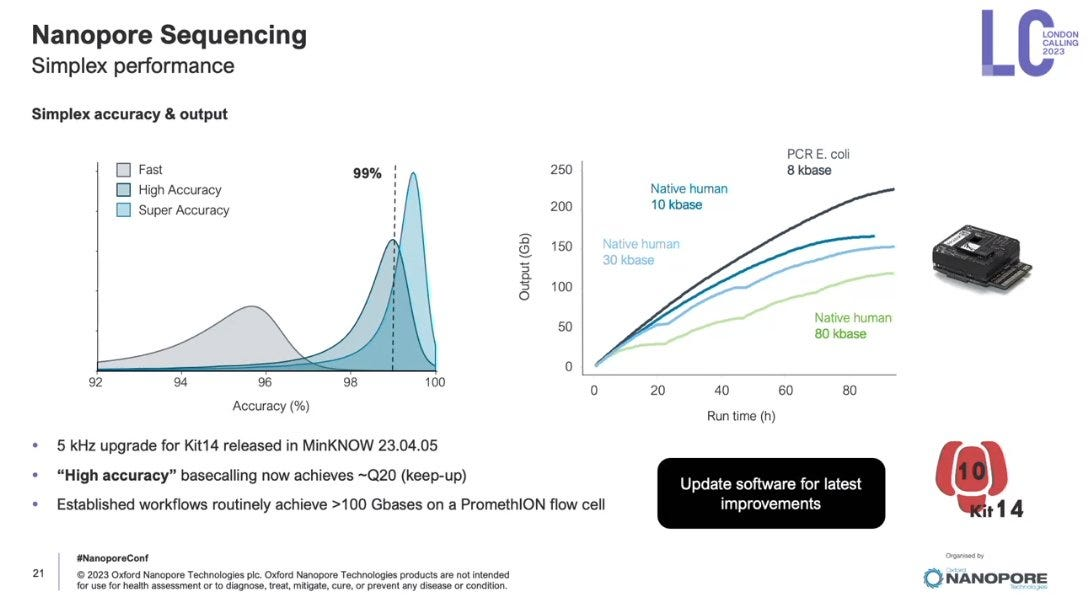 Nanopore Sequencing
Simplex performance
LC
LONDON
CALLING
2023
Simplex accuracy & output
Fast
High Accuracy
Super Accuracy
99%
92
94
96
98
100
Accuracy (%)
250
200
150
100
50
0
Output (Gb)
PCR E. coli
8 kbase
Native human
10 kbase
Native human
30 kbase
Native human
80 kbase
0
20
40
60
80
Run time (h)
• 5 kHz upgrade for Kit14 released in MinKNOW 23.04.05
• “High accuracy” basecalling now achieves ~Q20 (keep-up)
• Established workflows routinely achieve >100 Gbases on a PromethION flow cell
Update software for latest
improvements
10
Kit 14
21
#NanoporeConf
© 2023 Oxford Nanopore Technologies plc. Oxford Nanopore Technologies products are not intended
for use for health assessment or to diagnose, treat, mitigate, cure, or prevent any disease or condition.
Organised by
Oxford
NANOPORE
Technologies